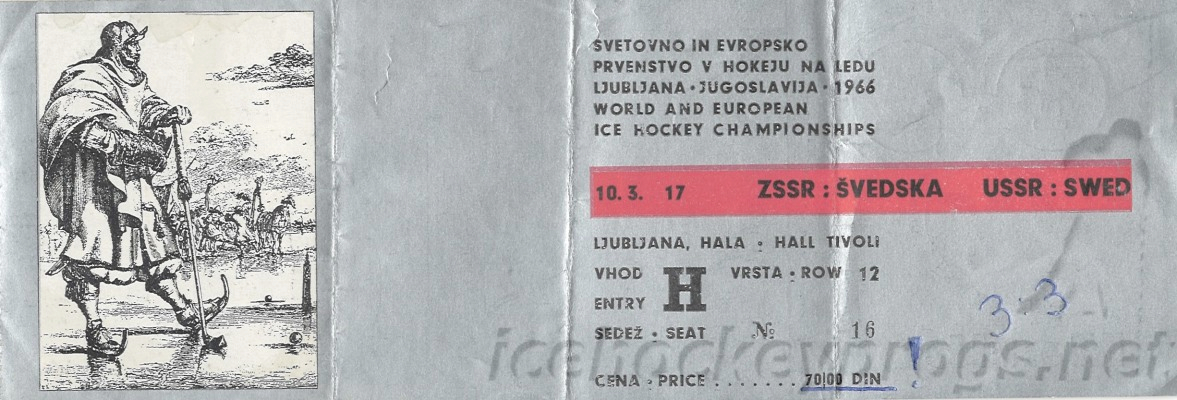 SVETOVNO IN EVROPSKO
PRVENSTVO V HOKEJU NA LEDU
LJUBLJANA · JUGOSLAVIJA · 1966
WORLD AND EUROPEAN
ICE HOCKEY CHAMPIONSHIPS
10. 3. 17 ZSSR : ŠVEDSKA USSR : SWED
LJUBLJANA, HALA · HALL TIVOLI
VHOD H VRSTA · ROW 12
ENTRY
3-3
SEDEŽ · SEAT № 16
icehockeyprogs.net
CENA · PRICE . . . . . . . 70|00 DIN !